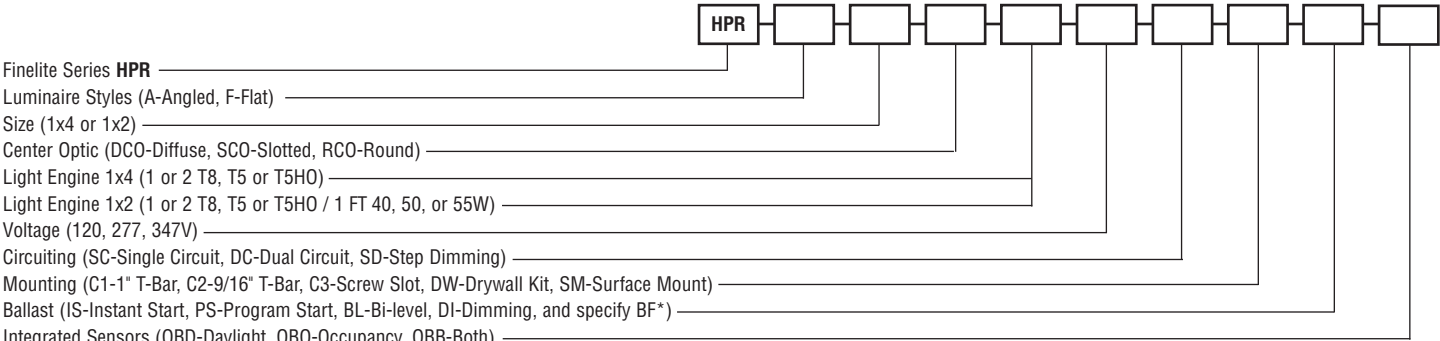 HPR
Finelite Series HPR
Luminaire Styles (A-Angled, F-Flat)
Size (1x4 or 1x2)
Center Optic (DCO-Diffuse, SCO-Slotted, RCO-Round)
Light Engine 1x4 (1 or 2 T8, T5 or T5HO)
Light Engine 1x2 (1 or 2 T8, T5 or T5HO / 1 FT 40, 50, or 55W)
Voltage (120, 277, 347V)
Circuiting (SC-Single Circuit, DC-Dual Circuit, SD-Step Dimming)
Mounting (C1-1" T-Bar, C2-9/16" T-Bar, C3-Screw Slot, DW-Drywall Kit, SM-Surface Mount)
Ballast (IS-Instant Start, PS-Program Start, BL-Bi-level, DI-Dimming, and specify BF*)
Integrated Sensors (OBD-Daylight, OBO-Occupancy, OBB-Both)